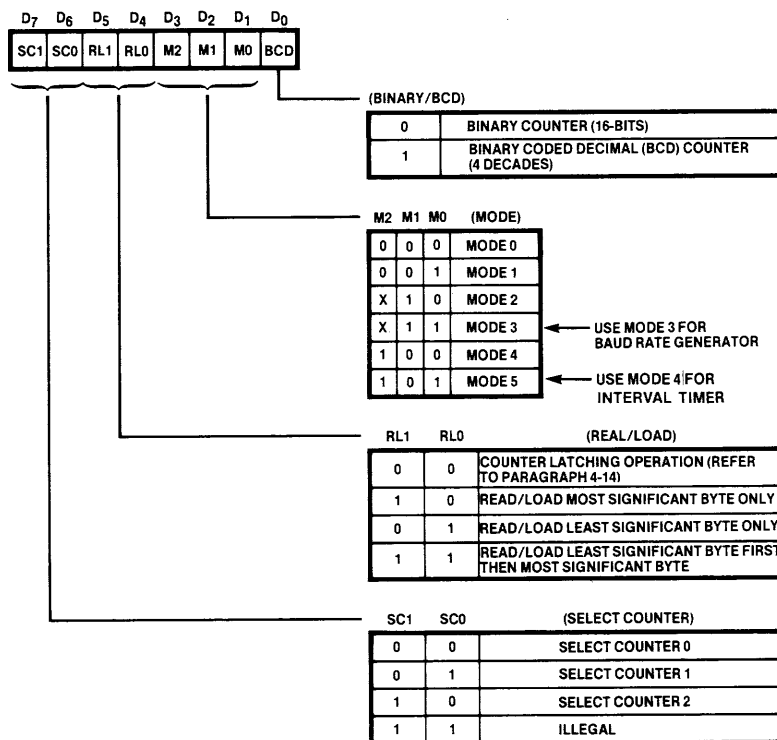 D7 D6 D5 D4 D3 D2 D1 D0
SC1 SC0 RL1 RL0 M2 M1 M0 BCD
(BINARY/BCD)
0 BINARY COUNTER (16-BITS)
1 BINARY CODED DECIMAL (BCD) COUNTER
(4 DECADES)
M2 M1 M0 (MODE)
0 0 0 MODE 0
0 0 1 MODE 1
X 1 0 MODE 2
X 1 1 MODE 3
USE MODE 3 FOR
BAUD RATE GENERATOR
1 0 0 MODE 4
1 0 1 MODE 5
USE MODE 4 FOR
INTERVAL TIMER
RL1 RL0 (REAL/LOAD)
0 0 COUNTER LATCHING OPERATION (REFER
TO PARAGRAPH 4-14)
1 0 READ/LOAD MOST SIGNIFICANT BYTE ONLY
0 1 READ/LOAD LEAST SIGNIFICANT BYTE ONLY
1 1 READ/LOAD LEAST SIGNIFICANT BYTE FIRST
THEN MOST SIGNIFICANT BYTE
SC1 SC0 (SELECT COUNTER)
0 0 SELECT COUNTER 0
0 1 SELECT COUNTER 1
1 0 SELECT COUNTER 2
1 1 ILLEGAL